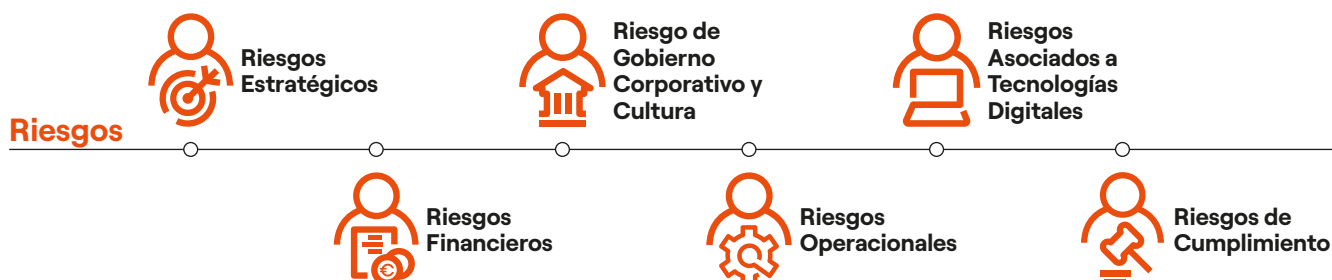 Riesgos
Riesgos
Estratégicos
Riesgos
Financieros
Riesgo de
Gobierno
Corporativo y
Cultura
Riesgos
Operacionales
Riesgos
Asociados a
Tecnologías
Digitales
Riesgos de
Cumplimiento
€